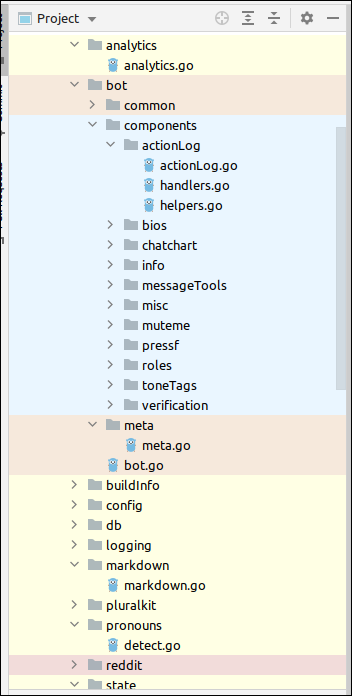 Project
analytics
analytics.go
bot
common
components
actionLog
actionLog.go
handlers.go
helpers.go
bios
chatchart
info
messageTools
misc
muteme
pressf
roles
toneTags
verification
meta
meta.go
bot.go
buildInfo
config
db
logging
markdown
markdown.go
pluralkit
pronouns
detect.go
reddit
state